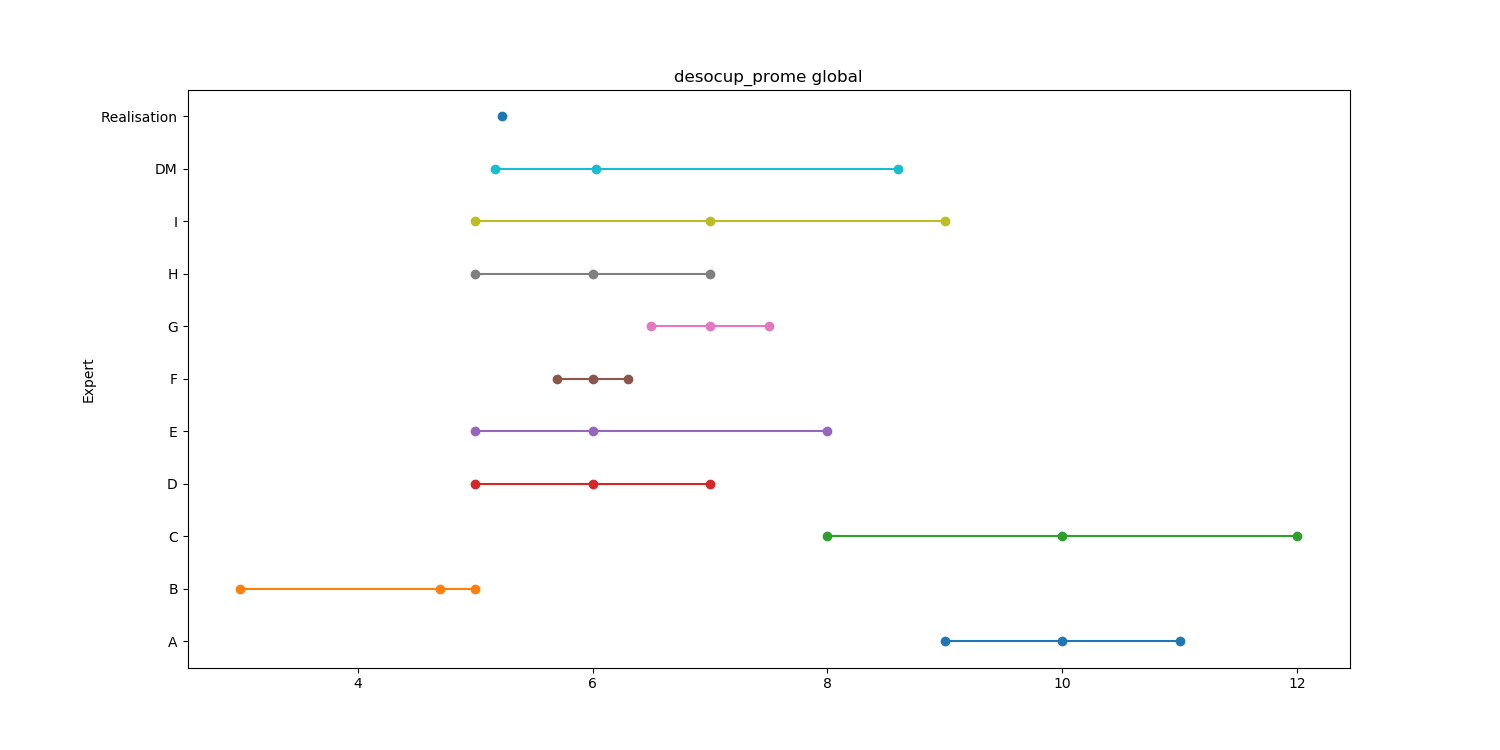 desocup_prome global
Realisation
DM
I
H
G
F
E
D
C
B
A
Expert
4 6 8 10 12